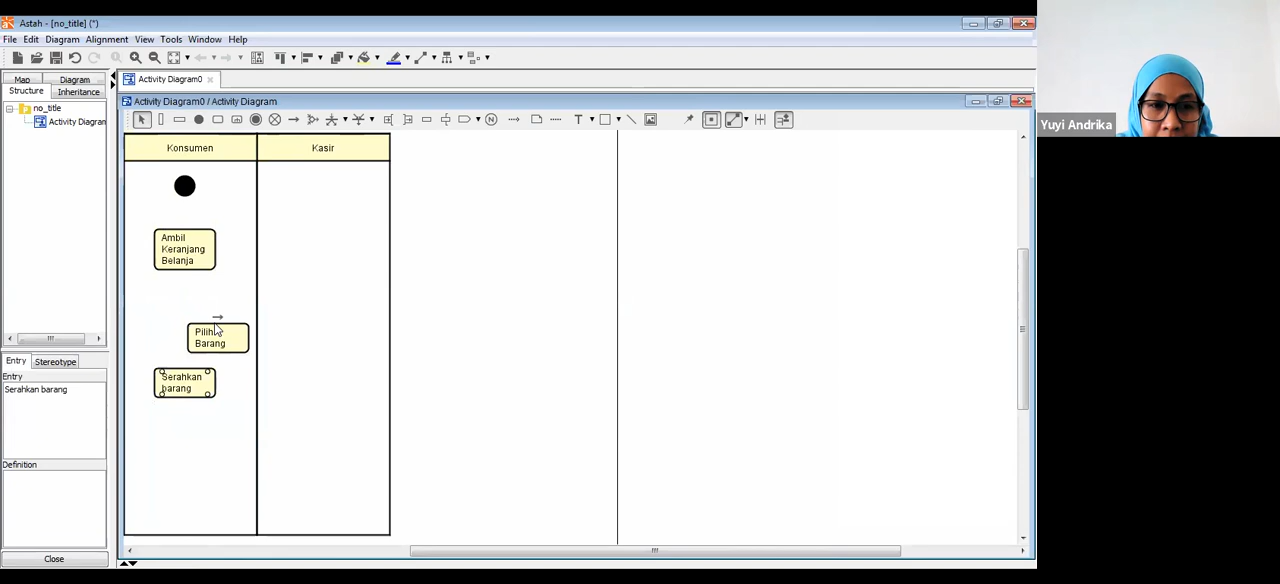 Astah - [no_title] (*)
File Edit Diagram Alignment View Tools Window Help
Map Diagram
Structure Inheritance
no_title
Activity Diagran
Activity Diagram0
Activity Diagram0 / Activity Diagram
Konsumen Kasir
Ambil
Keranjang
Belanja
Barang
Serahkan
barang
Entry Stereotype
Entry
Serahkan barang
Definition
Close
Yuyi Andrika